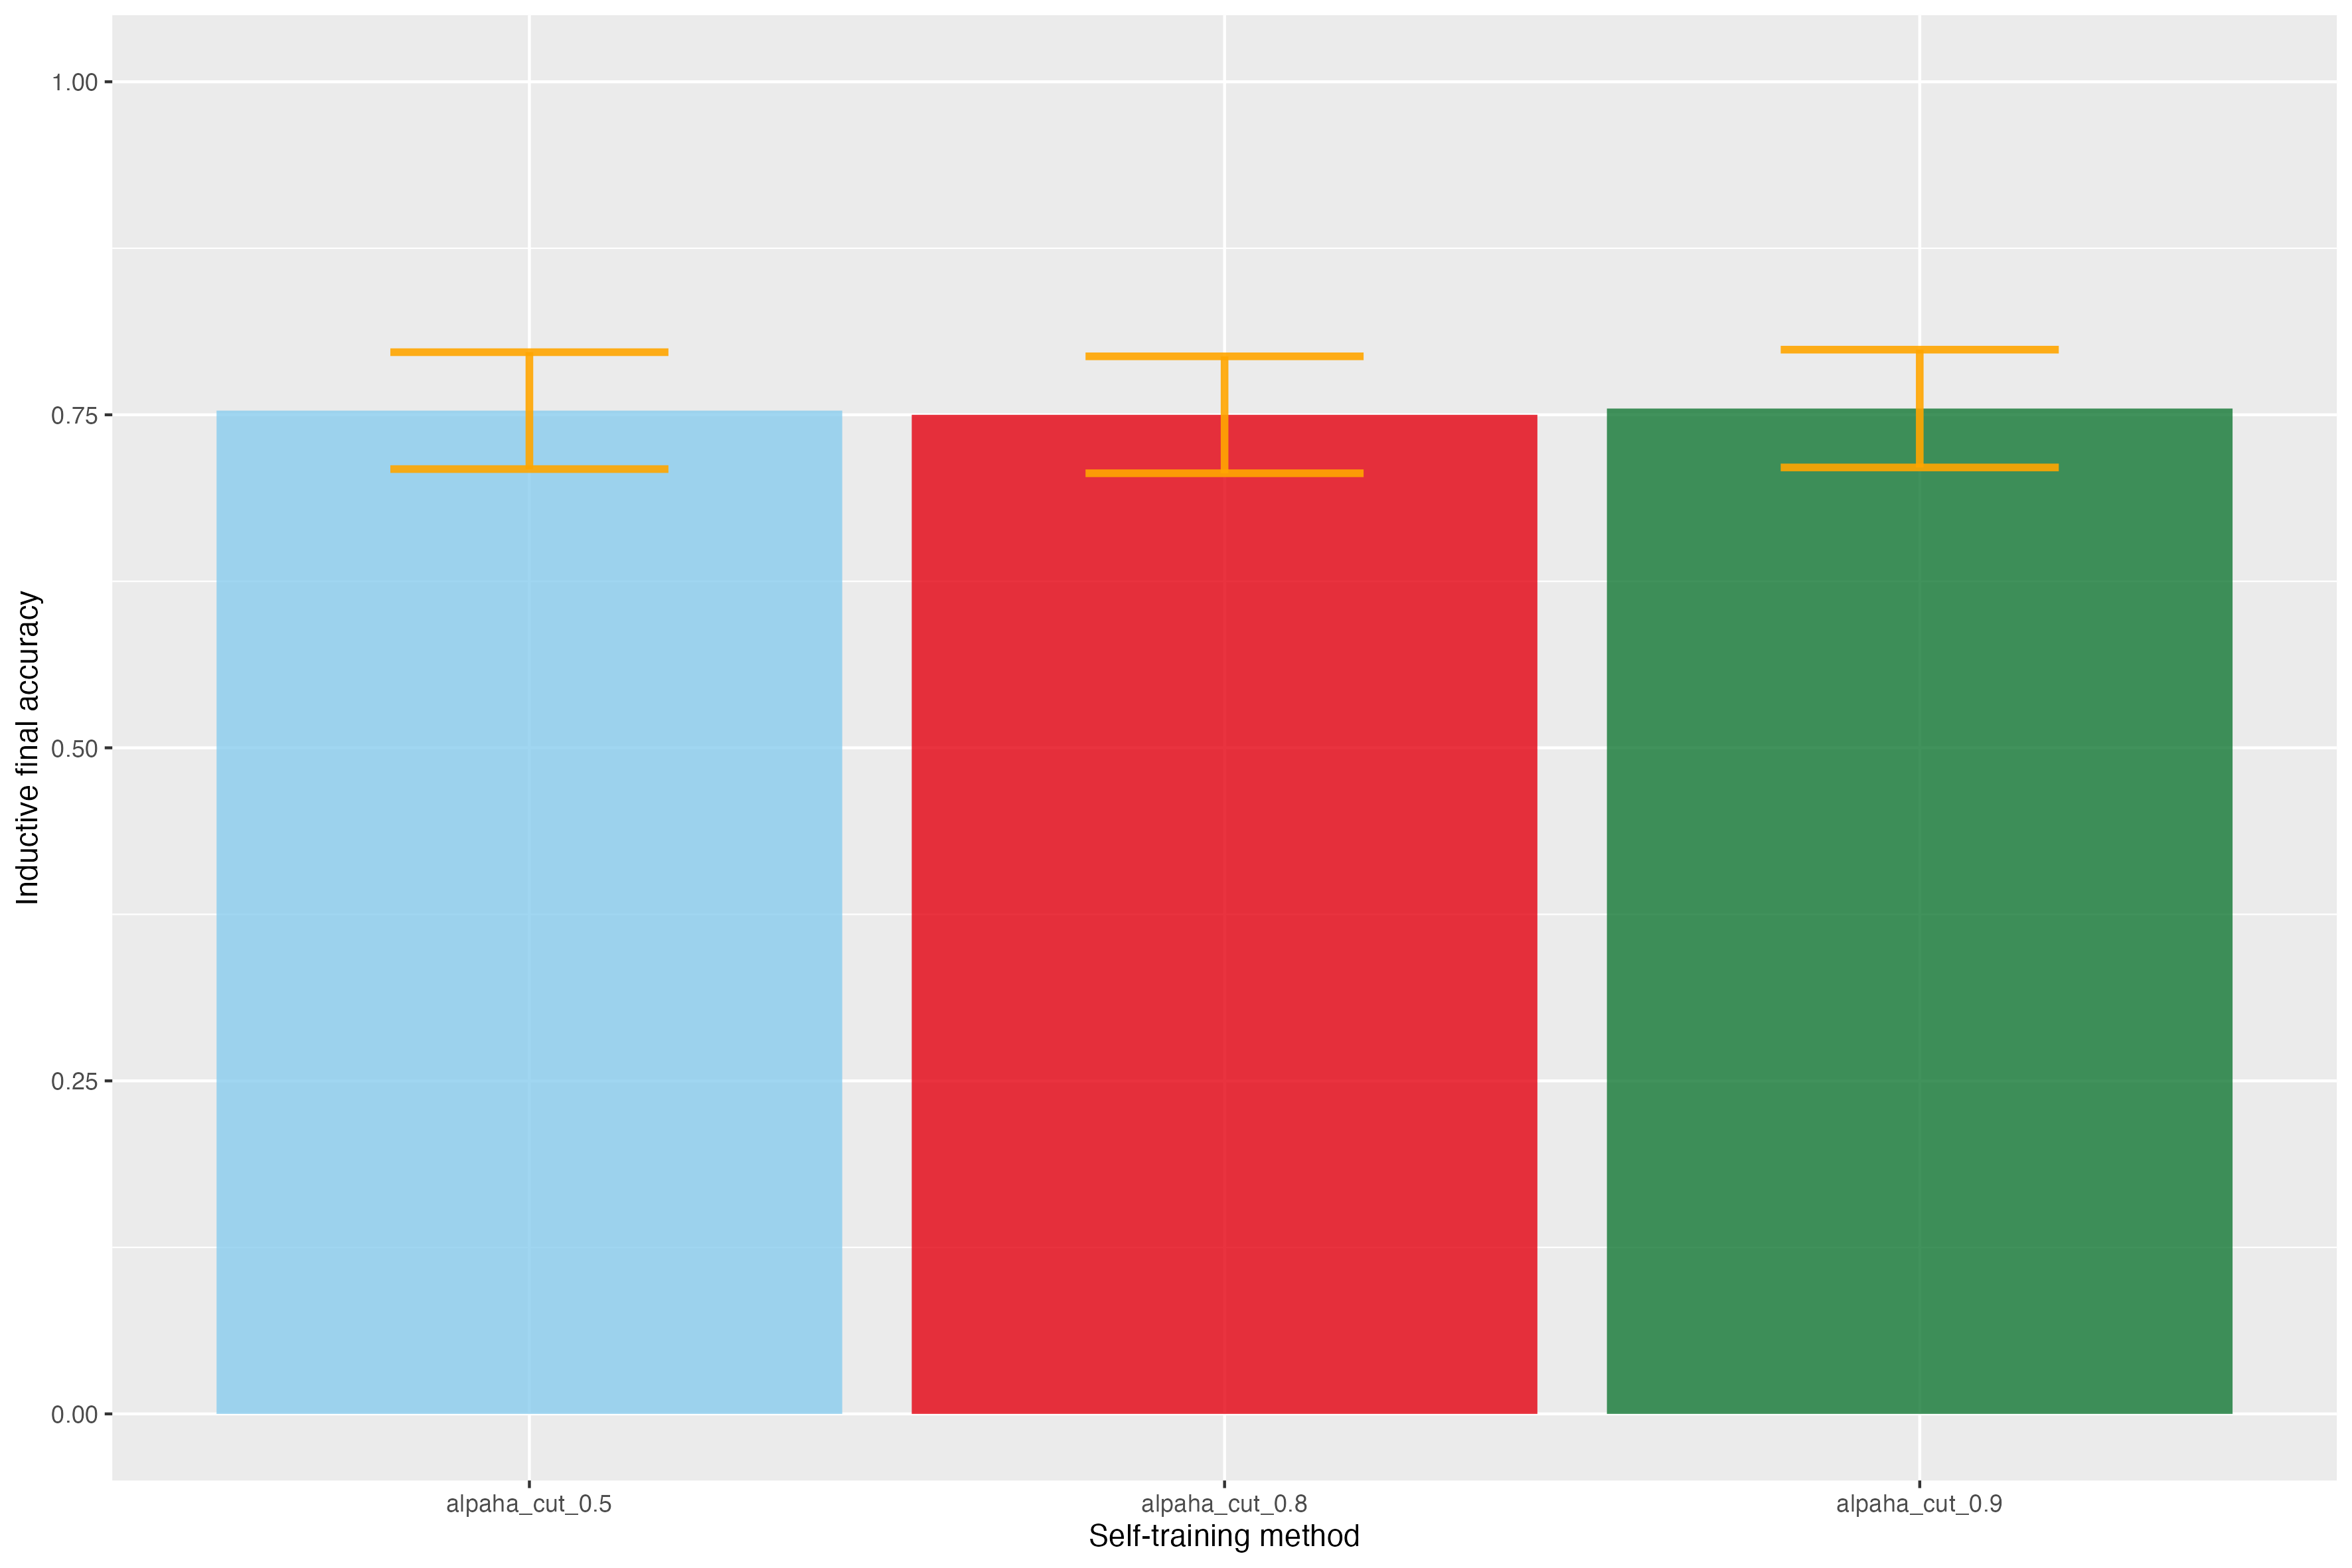 1.00
0.75
0.50
0.25
0.00
Inductive final accuracy
alpaha_cut_0.5
alpaha_cut_0.8
alpaha_cut_0.9
Self-training method